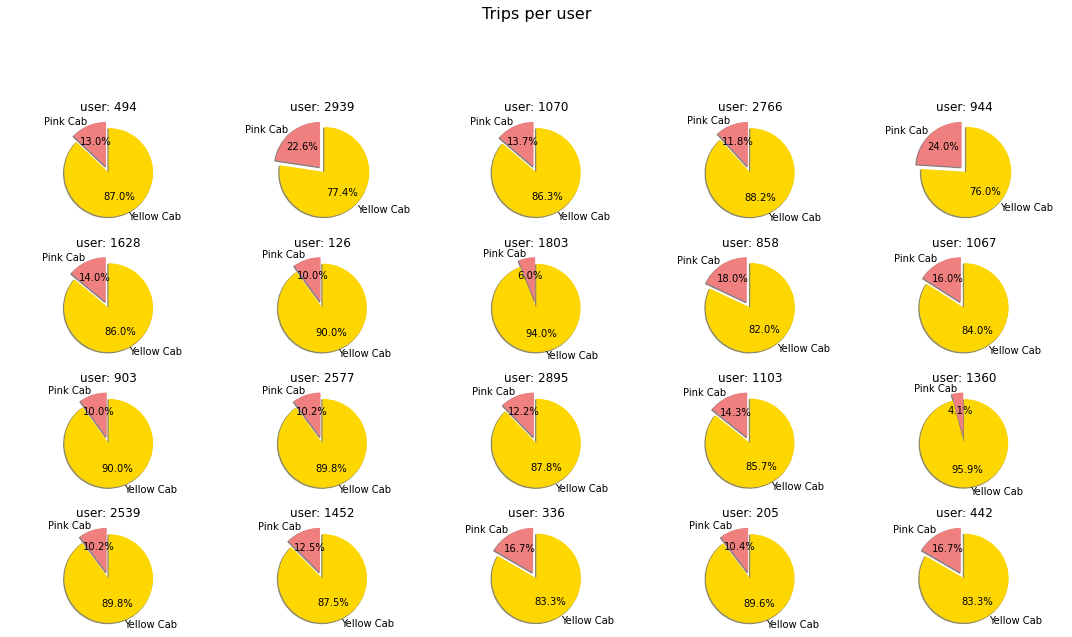 Trips per user
user: 494
Pink Cab
13.0%
87.0%
Yellow Cab
user: 2939
Pink Cab
22.6%
77.4%
Yellow Cab
user: 1070
Pink Cab
13.7%
86.3%
Yellow Cab
user: 2766
Pink Cab
11.8%
88.2%
Yellow Cab
user: 944
Pink Cab
24.0%
76.0%
Yellow Cab
user: 1628
Pink Cab
14.0%
86.0%
Yellow Cab
user: 126
Pink Cab
10.0%
90.0%
Yellow Cab
user: 1803
Pink Cab
6.0%
94.0%
Yellow Cab
user: 858
Pink Cab
18.0%
82.0%
Yellow Cab
user: 1067
Pink Cab
16.0%
84.0%
Yellow Cab
user: 903
Pink Cab
10.0%
90.0%
Yellow Cab
user: 2577
Pink Cab
10.2%
89.8%
Yellow Cab
user: 2895
Pink Cab
12.2%
87.8%
Yellow Cab
user: 1103
Pink Cab
14.3%
85.7%
Yellow Cab
user: 1360
Pink Cab
4.1%
95.9%
Yellow Cab
user: 2539
Pink Cab
10.2%
89.8%
Yellow Cab
user: 1452
Pink Cab
12.5%
87.5%
Yellow Cab
user: 336
Pink Cab
16.7%
83.3%
Yellow Cab
user: 205
Pink Cab
10.4%
89.6%
Yellow Cab
user: 442
Pink Cab
16.7%
83.3%
Yellow Cab